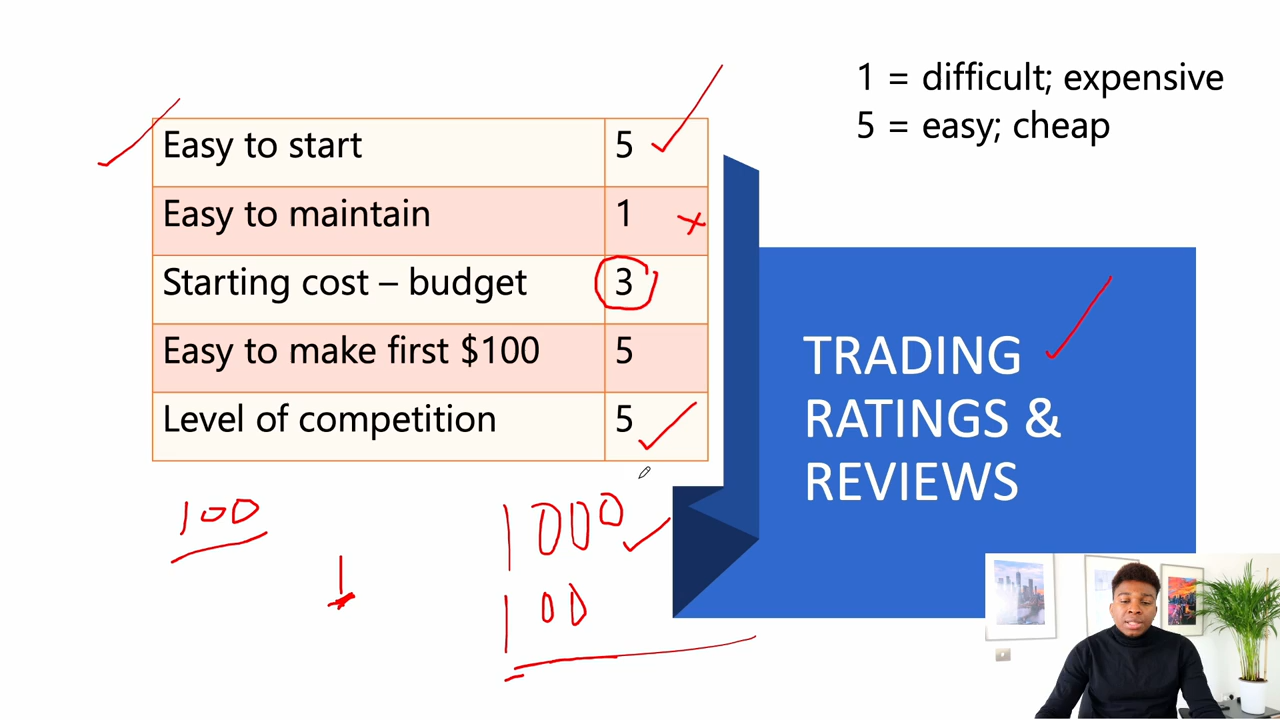 1 = difficult; expensive
5 = easy; cheap
Easy to start 5
Easy to maintain 1
Starting cost – budget 3
Easy to make first $100 5
Level of competition 5
TRADING
RATINGS &
REVIEWS
100
1000
100